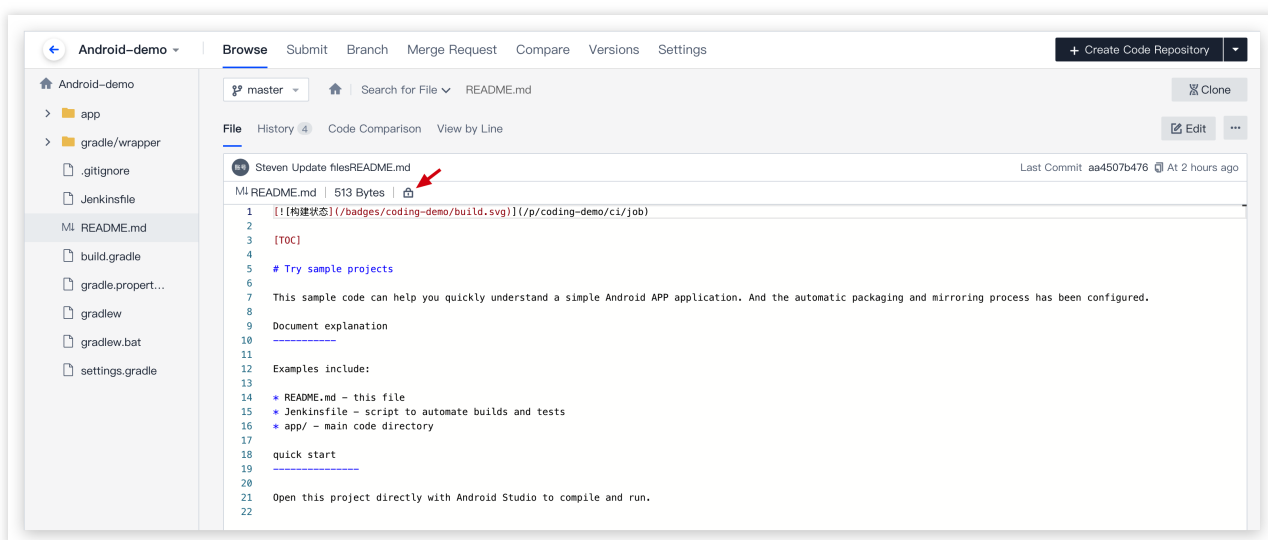 Android-demo
Browse Submit Branch Merge Request Compare Versions Settings
+ Create Code Repository
Android-demo
app
gradle/wrapper
.gitignore
Jenkinsfile
M↓ README.md
build.gradle
gradle.propert...
gradlew
gradlew.bat
settings.gradle
master
Search for File README.md
Clone
File History 4 Code Comparison View by Line
Edit ...
Steven Update filesREADME.md
Last Commit aa4507b476 At 2 hours ago
M↓ README.md | 513 Bytes |
1 [![构建状态](/badges/coding-demo/build.svg)](/p/coding-demo/ci/job)
2
3 [TOC]
4
5 # Try sample projects
6
7 This sample code can help you quickly understand a simple Android APP application. And the automatic packaging and mirroring process has been configured.
8
9 Document explanation
10 -----------
11
12 Examples include:
13
14 * README.md - this file
15 * Jenkinsfile - script to automate builds and tests
16 * app/ - main code directory
17
18 quick start
19 ---------------
20
21 Open this project directly with Android Studio to compile and run.
22